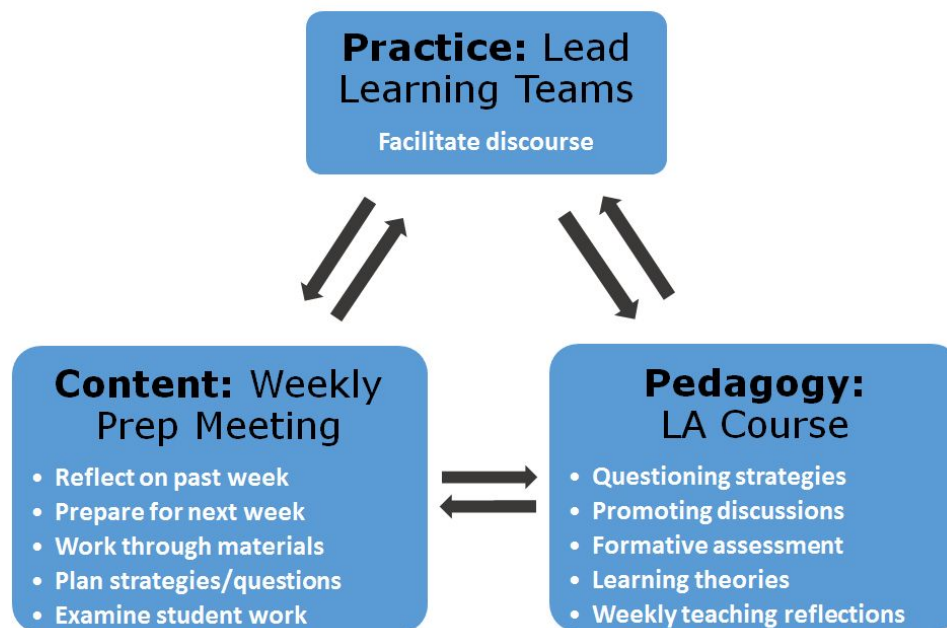 Practice: Lead
Learning Teams
Facilitate discourse
Content: Weekly
Prep Meeting
• Reflect on past week
• Prepare for next week
• Work through materials
• Plan strategies/questions
• Examine student work
Pedagogy:
LA Course
• Questioning strategies
• Promoting discussions
• Formative assessment
• Learning theories
• Weekly teaching reflections